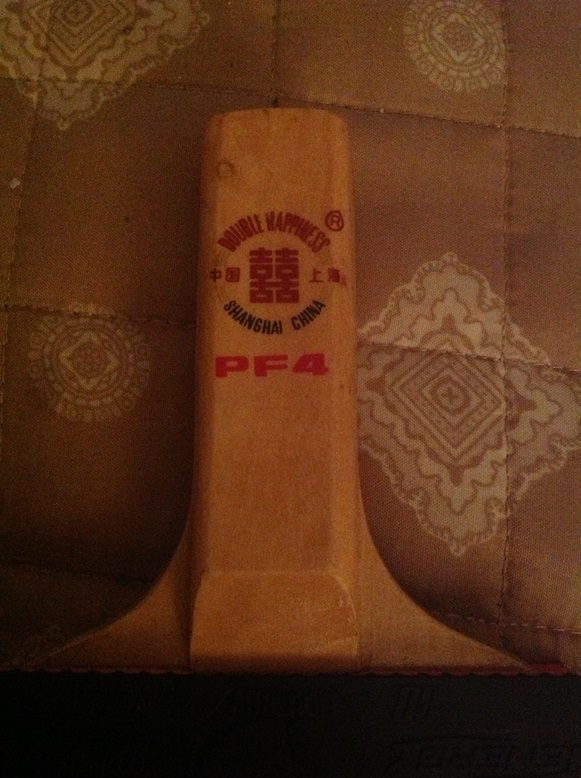 DOUBLE HAPPINESS ®
中国 囍 上海
SHANGHAI CHINA
PF4